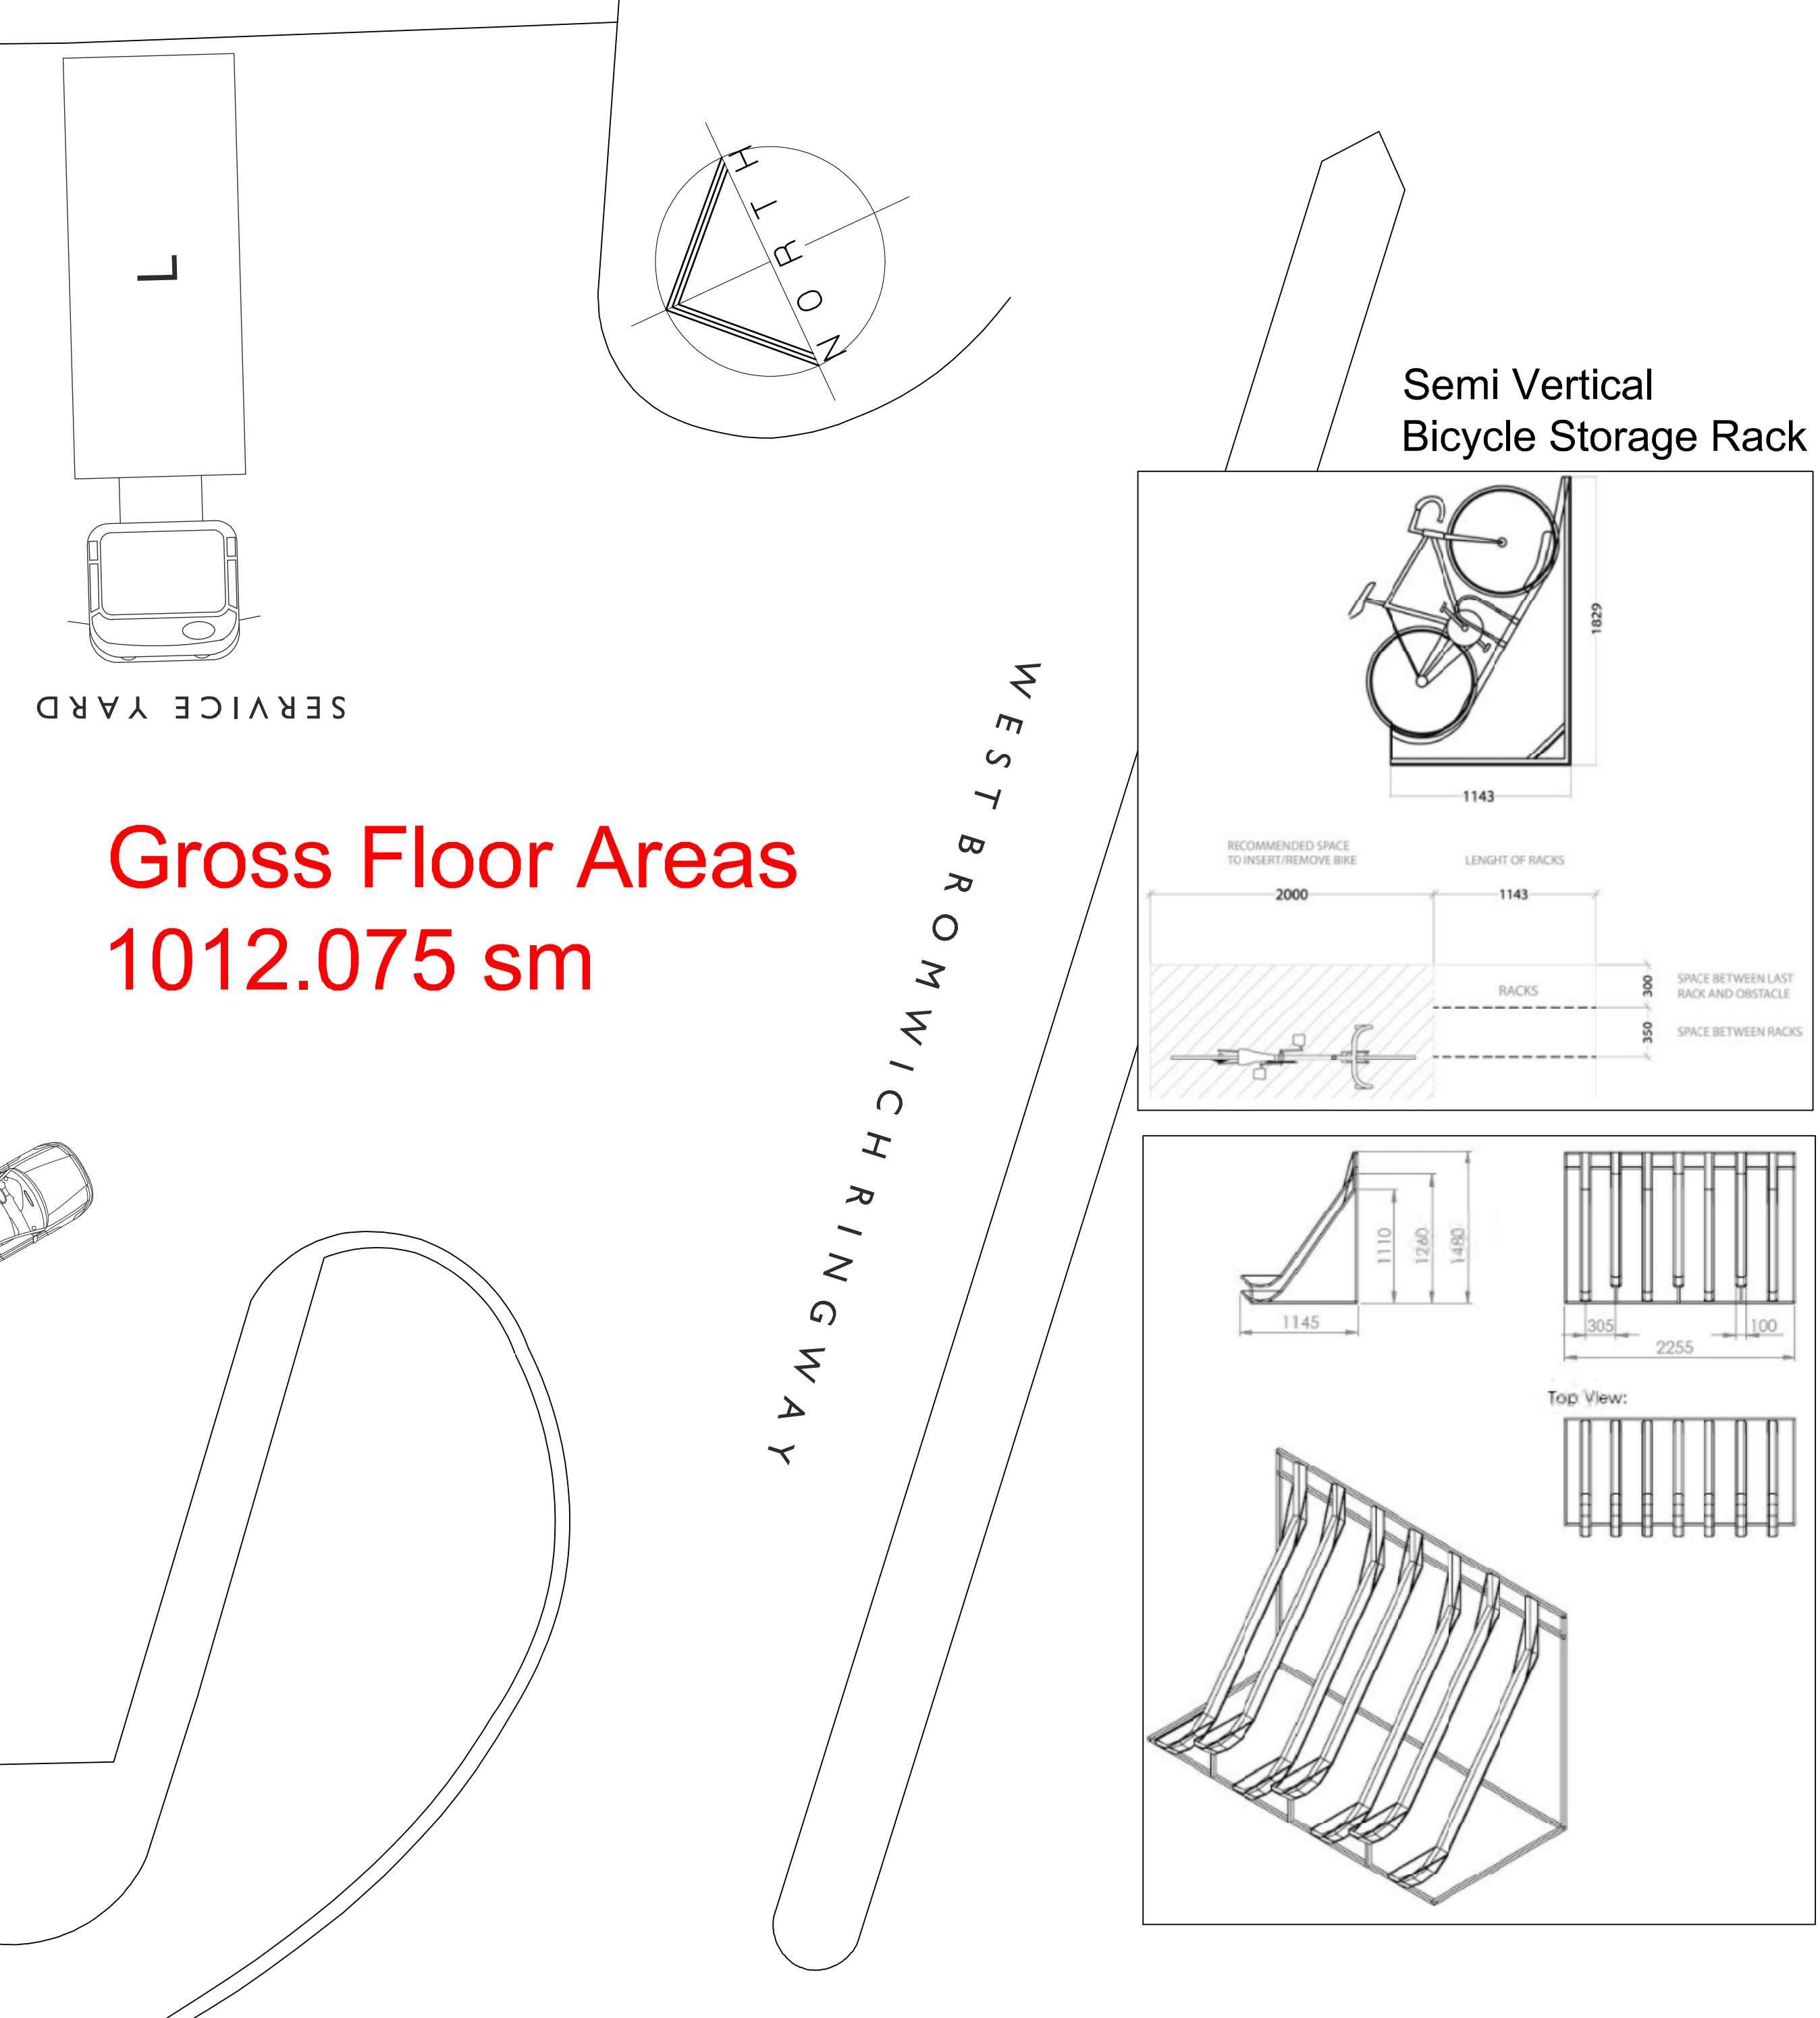 L
NORTH
Semi Vertical
Bicycle Storage Rack
SERVICE YARD
WEST BROMWICH RINGWAY
Gross Floor Areas
1012.075 sm
1829
1143
RECOMMENDED SPACE
TO INSERT/REMOVE BIKE
LENGHT OF RACKS
2000
1143
RACKS
300
SPACE BETWEEN LAST
RACK AND OBSTACLE
350
SPACE BETWEEN RACKS
1110
1260
1480
1145
305
100
2255
Top View: